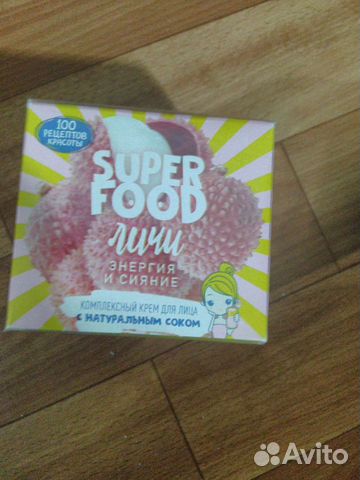 100
РЕЦЕПТОВ
КРАСОТЫ
SUPER
FOOD
личи
ЭНЕРГИЯ
И СИЯНИЕ
КОМПЛЕКСНЫЙ КРЕМ ДЛЯ ЛИЦА
С НАТУРАЛЬНЫМ СОКОМ
Avito